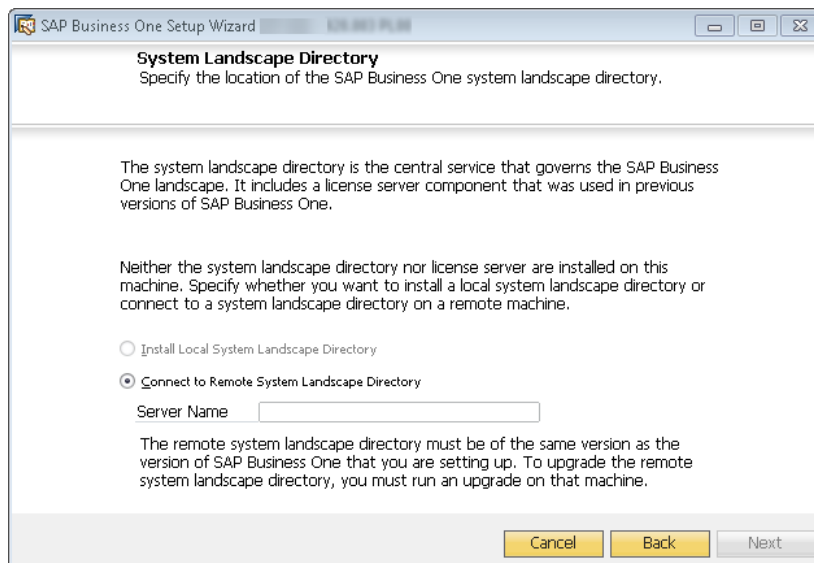 SAP Business One Setup Wizard
System Landscape Directory
Specify the location of the SAP Business One system landscape directory.
The system landscape directory is the central service that governs the SAP Business
One landscape. It includes a license server component that was used in previous
versions of SAP Business One.
Neither the system landscape directory nor license server are installed on this
machine. Specify whether you want to install a local system landscape directory or
connect to a system landscape directory on a remote machine.
Install Local System Landscape Directory
Connect to Remote System Landscape Directory
Server Name
The remote system landscape directory must be of the same version as the
version of SAP Business One that you are setting up. To upgrade the remote
system landscape directory, you must run an upgrade on that machine.
Cancel Back Next